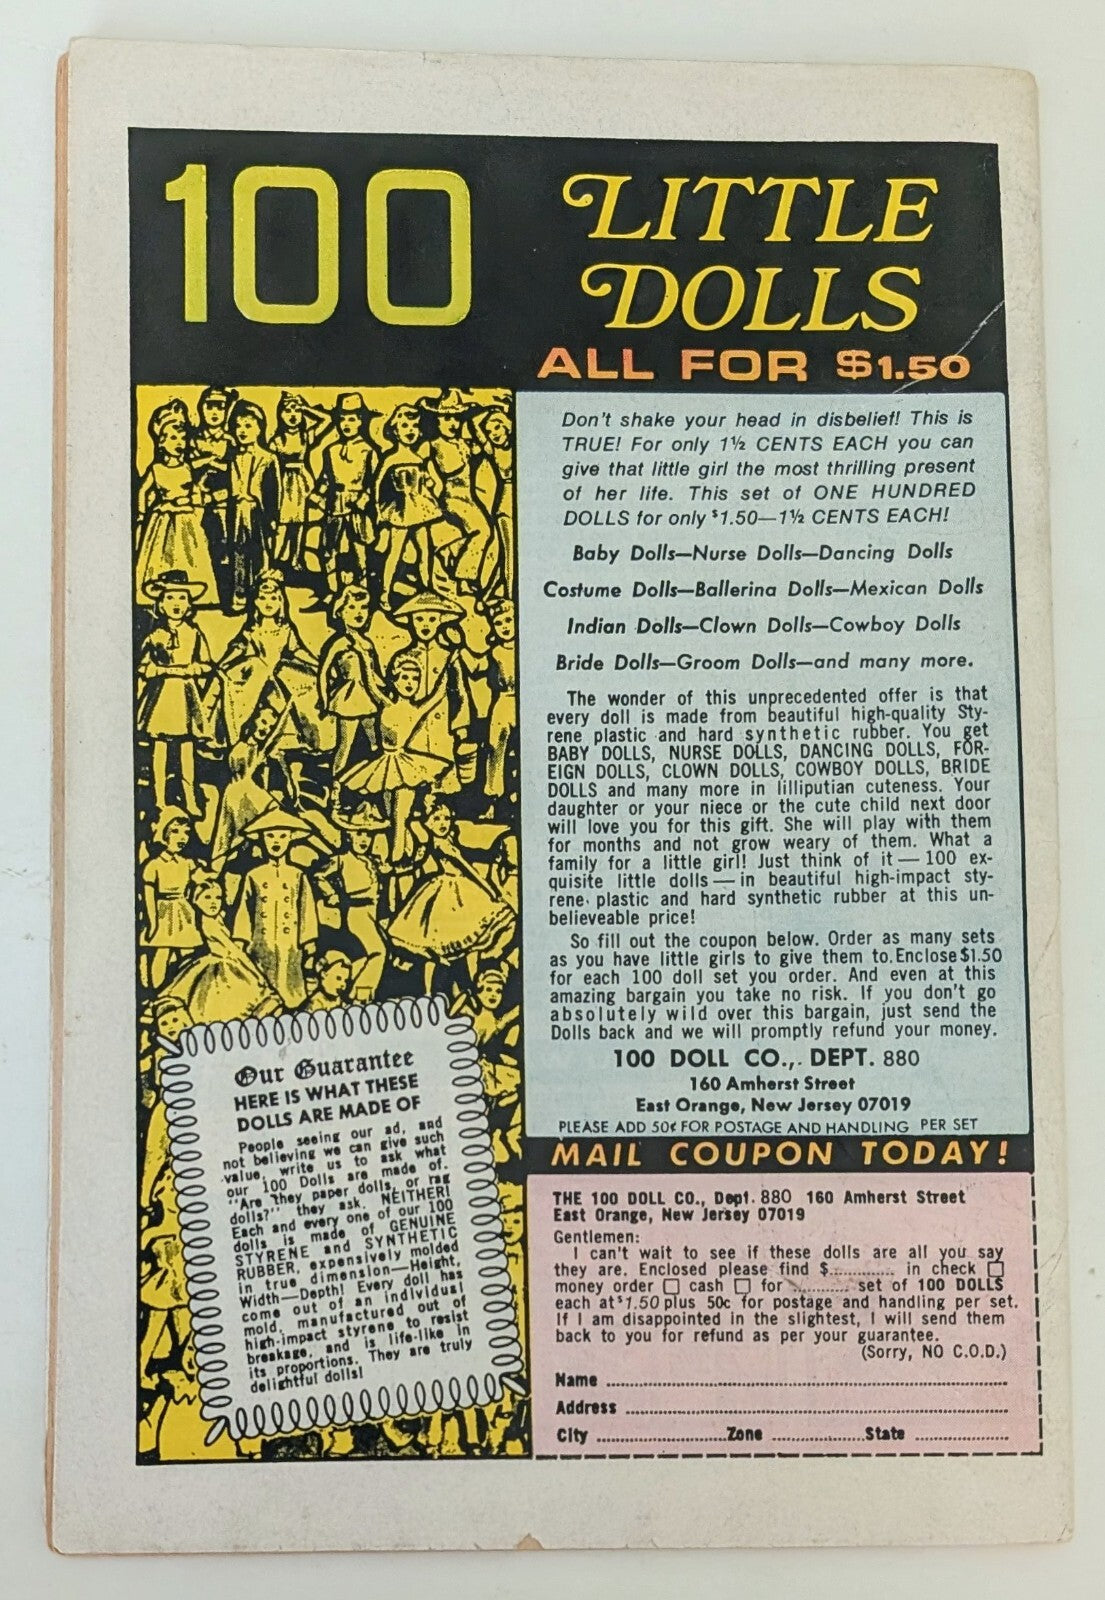 100
LITTLE
DOLLS
ALL FOR $1.50
Don't shake your head in disbelief! This is
TRUE! For only 1½ CENTS EACH you can
give that little girl the most thrilling present
of her life. This set of ONE HUNDRED
DOLLS for only $1.50—1½ CENTS EACH!
Baby Dolls—Nurse Dolls—Dancing Dolls
Costume Dolls—Ballerina Dolls—Mexican Dolls
Indian Dolls—Clown Dolls—Cowboy Dolls
Bride Dolls—Groom Dolls—and many more.
The wonder of this unprecedented offer is that
every doll is made from beautiful high-quality Sty-
rene plastic and hard synthetic rubber. You get
BABY DOLLS, NURSE DOLLS, DANCING DOLLS, FOR-
EIGN DOLLS, CLOWN DOLLS, COWBOY DOLLS, BRIDE
DOLLS and many more in lilliputian cuteness. Your
daughter or your niece or the cute child next door
will love you for this gift. She will play with them
for months and not grow weary of them. What a
family for a little girl! Just think of it — 100 ex-
quisite little dolls — in beautiful high-impact sty-
rene plastic and hard synthetic rubber at this un-
believeable price!
So fill out the coupon below. Order as many sets
as you have little girls to give them to. Enclose $1.50
for each 100 doll set you order. And even at this
amazing bargain you take no risk. If you don't go
absolutely wild over this bargain, just send the
Dolls back and we will promptly refund your money.
100 DOLL CO.,. DEPT. 880
160 Amherst Street
East Orange, New Jersey 07019
PLEASE ADD 50¢ FOR POSTAGE AND HANDLING PER SET
Our Guarantee
HERE IS WHAT THESE
DOLLS ARE MADE OF
People seeing our ad, and
not believing we can give such
value, write us to ask what
our 100 Dolls are made of.
"Are they paper dolls, or rag
dolls?" they ask. NEITHER!
Each and every one of our 100
dolls is made of GENUINE
STYRENE and SYNTHETIC
RUBBER, expensively molded
in true dimension—Height,
Width—Depth! Every doll has
come out of an individual
mold, manufactured out of
high-impact styrene to resist
breakage, and is life-like in
its proportions. They are truly
delightful dolls!
MAIL COUPON TODAY!
THE 100 DOLL CO., Dept. 880 160 Amherst Street
East Orange, New Jersey 07019
Gentlemen:
I can't wait to see if these dolls are all you say
they are. Enclosed please find $............ in check □
money order □ cash □ for ............ set of 100 DOLLS
each at $1.50 plus 50c for postage and handling per set.
If I am disappointed in the slightest, I will send them
back to you for refund as per your guarantee.
(Sorry, NO C.O.D.)
Name ............
Address ............
City ............Zone ............State ............